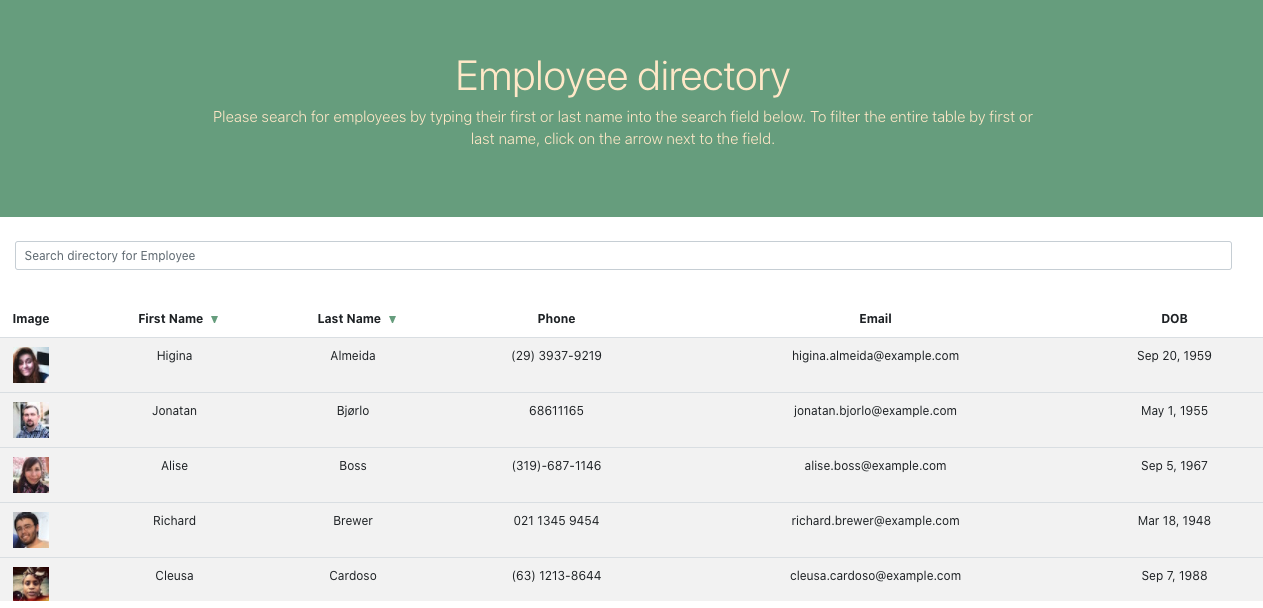 Employee directory
Please search for employees by typing their first or last name into the search field below. To filter the entire table by first or
last name, click on the arrow next to the field.
Search directory for Employee
Image First Name ▼ Last Name ▼ Phone Email DOB
Higina Almeida (29) 3937-9219 higina.almeida@example.com Sep 20, 1959
Jonatan Bjørlo 68611165 jonatan.bjorlo@example.com May 1, 1955
Alise Boss (319)-687-1146 alise.boss@example.com Sep 5, 1967
Richard Brewer 021 1345 9454 richard.brewer@example.com Mar 18, 1948
Cleusa Cardoso (63) 1213-8644 cleusa.cardoso@example.com Sep 7, 1988